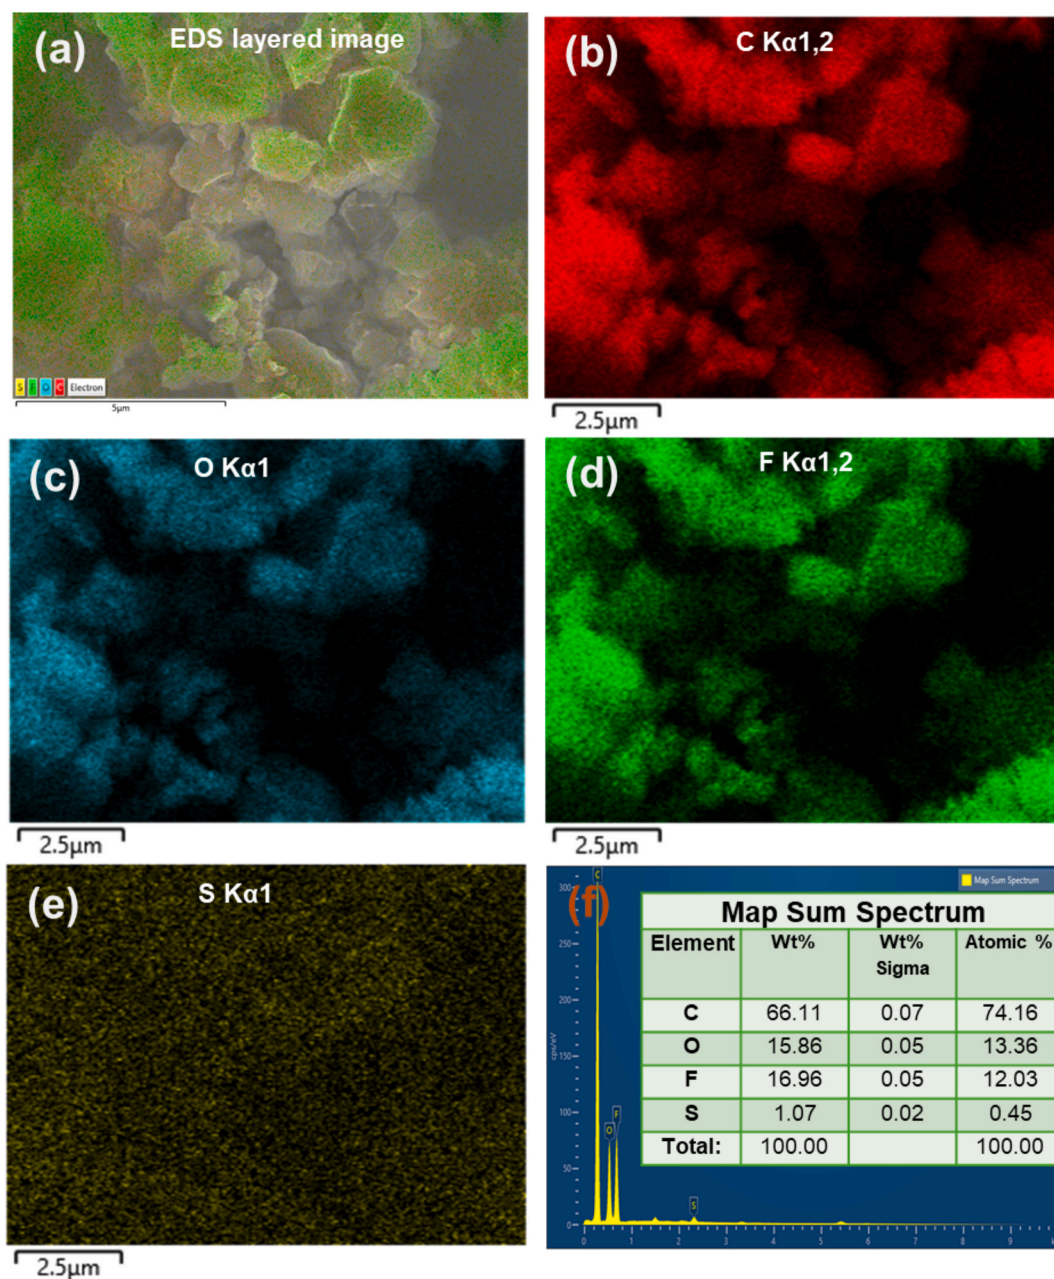 (a)
EDS layered image
S F O C Electron
5µm
(b)
C Kα1,2
2.5µm
(c)
O Kα1
2.5µm
(d)
F Kα1,2
2.5µm
(e)
S Kα1
2.5µm
(f)
Map Sum Spectrum
Map Sum Spectrum
Element Wt% Wt% Sigma Atomic %
C 66.11 0.07 74.16
O 15.86 0.05 13.36
F 16.96 0.05 12.03
S 1.07 0.02 0.45
Total: 100.00 100.00
cps/eV
300
250
200
150
100
50
0
C
O
F
S
0 1 2 3 4 5 6 7 8 9